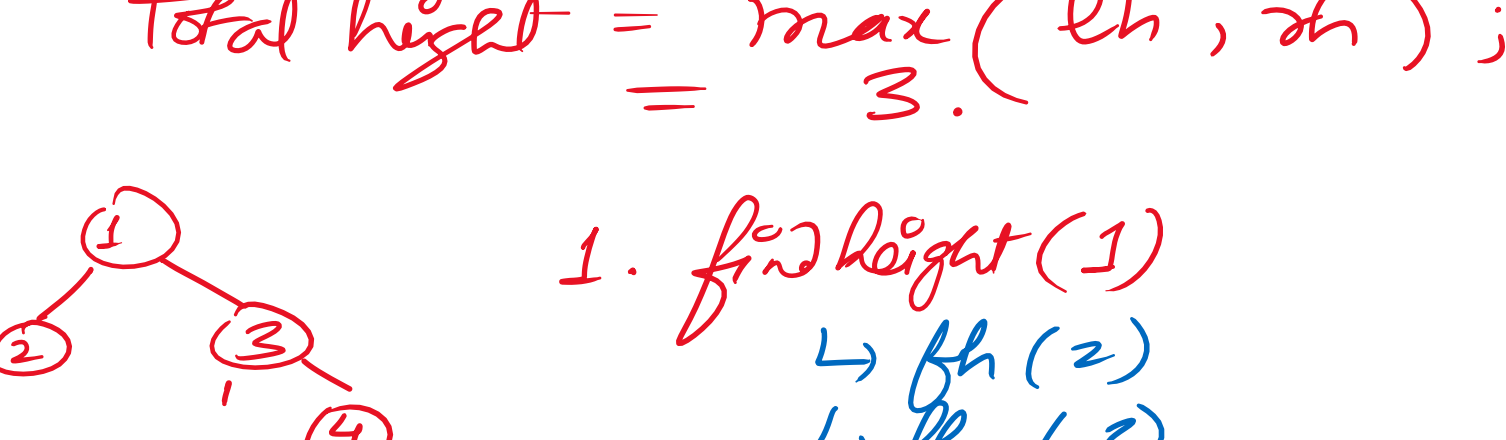 Total height = max(lh, rh);
= 3.
1
1. findheight(1)
2 3
↳ fh(2)
4